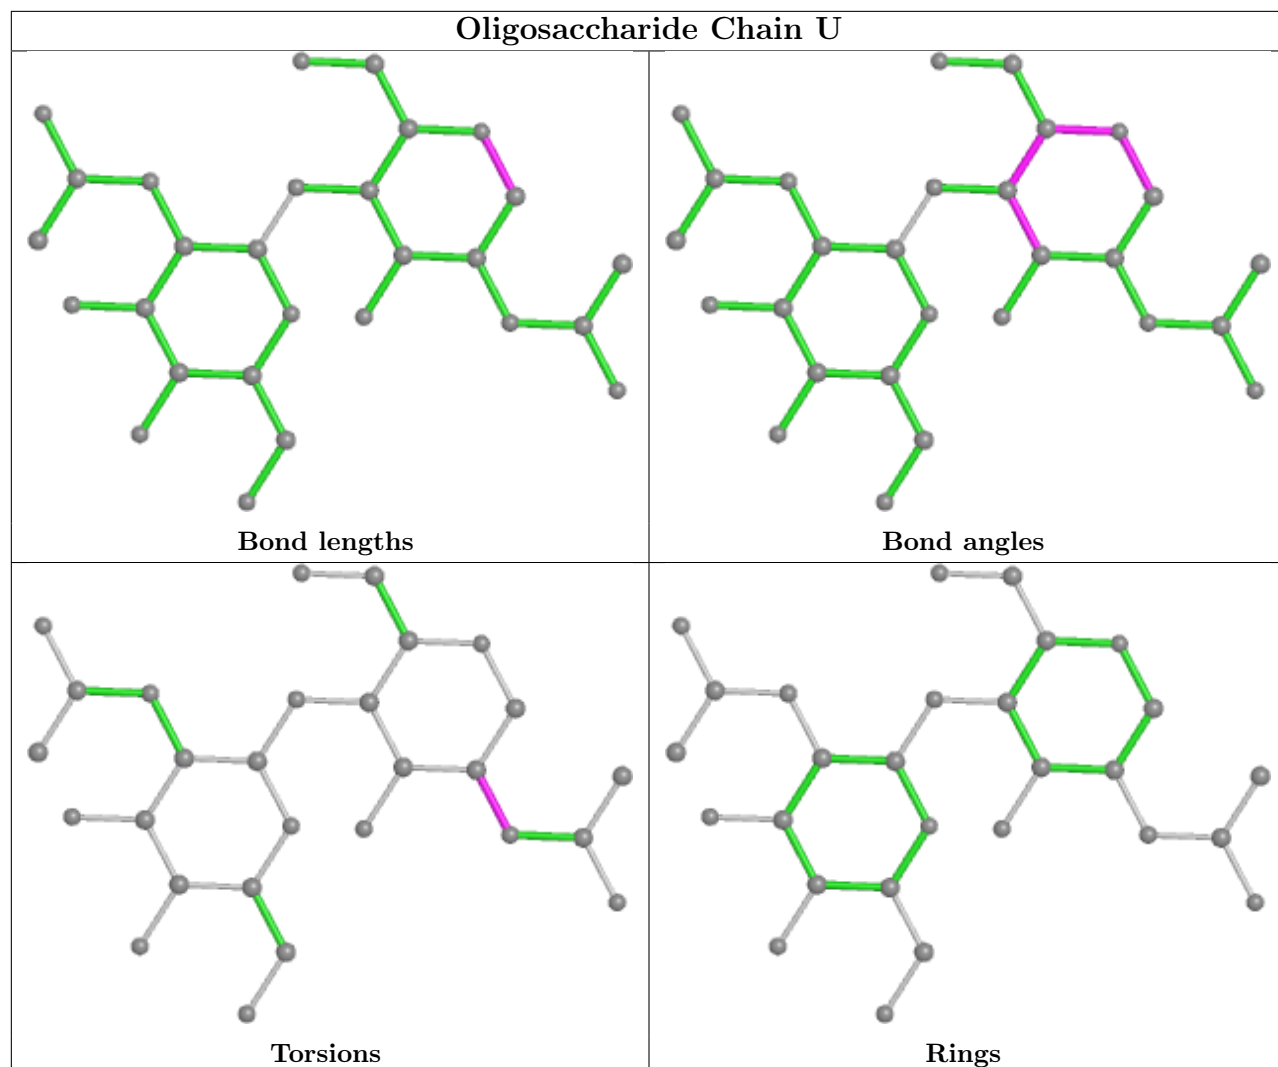 Oligosaccharide Chain U
Bond lengths
Bond angles
Torsions
Rings